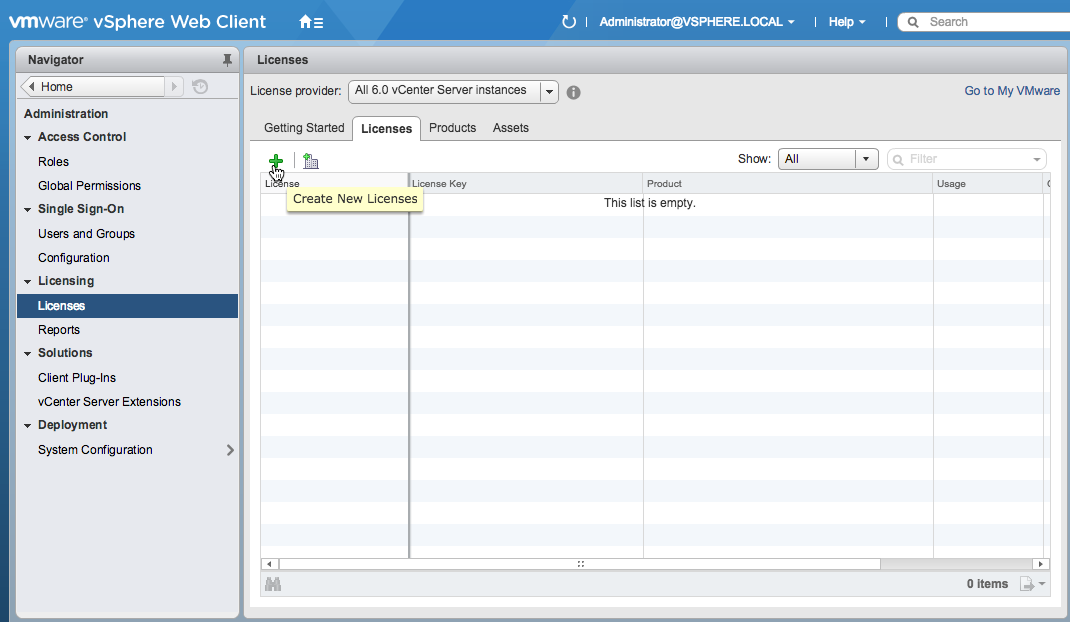 vmware® vSphere Web Client
Administrator@VSPHERE.LOCAL
Help
Search
Navigator
Home
Administration
Access Control
Roles
Global Permissions
Single Sign-On
Users and Groups
Configuration
Licensing
Licenses
Reports
Solutions
Client Plug-Ins
vCenter Server Extensions
Deployment
System Configuration
Licenses
License provider: All 6.0 vCenter Server instances
Go to My VMware
Getting Started Licenses Products Assets
Show: All
Filter
License License Key Product Usage
Create New Licenses
This list is empty.
0 items